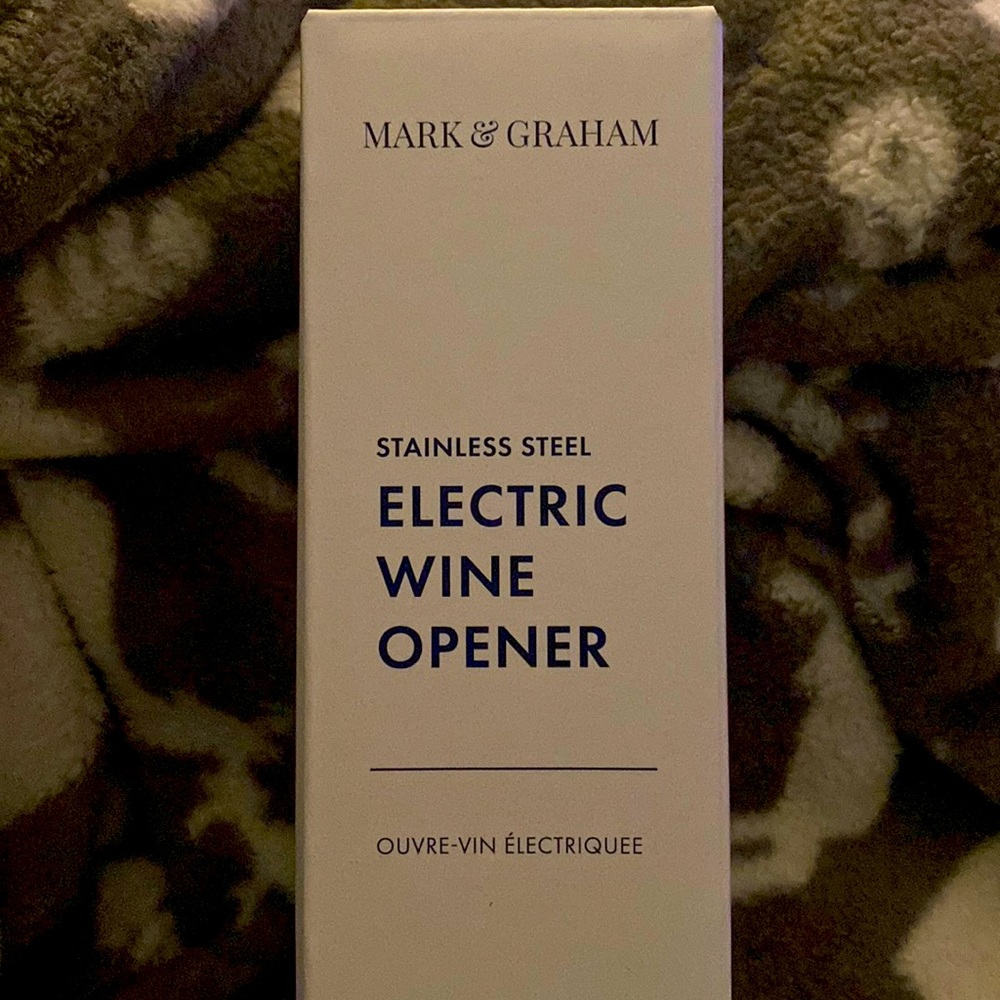 MARK & GRAHAM
STAINLESS STEEL
ELECTRIC
WINE
OPENER
OUVRE-VIN ÉLECTRIQUEE